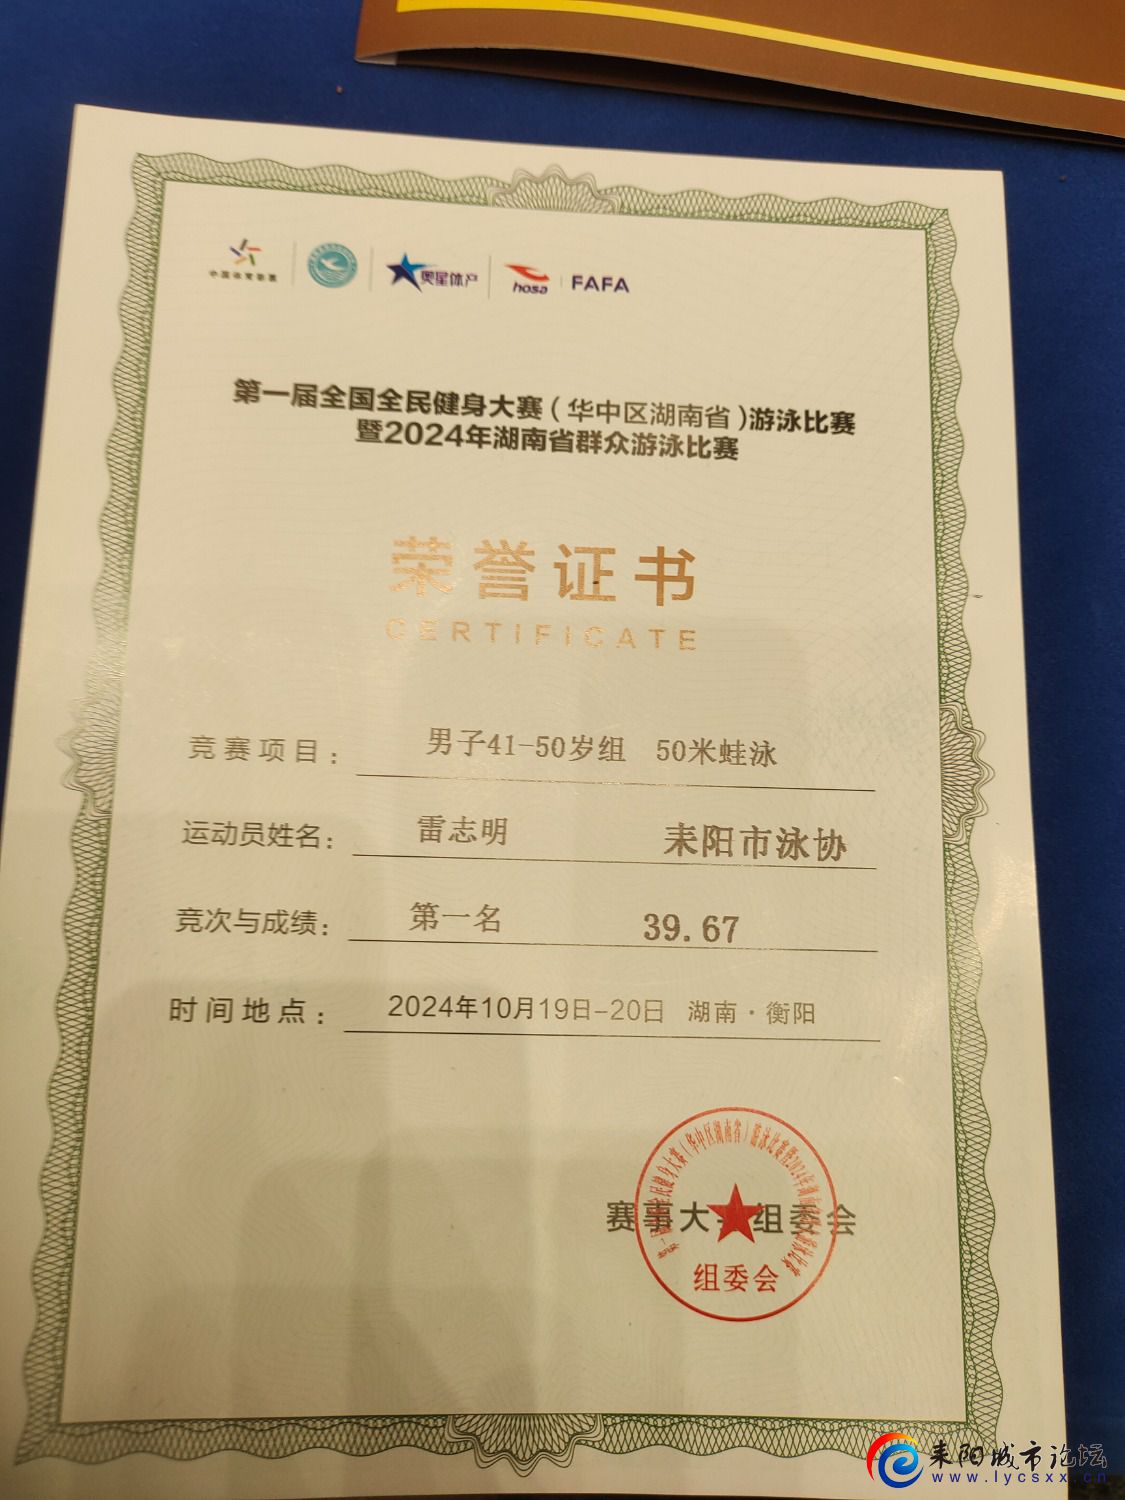 中国体育彩票
奥星体户
hosa
FAFA
第一届全国全民健身大赛(华中区湖南省)游泳比赛
暨2024年湖南省群众游泳比赛
荣誉证书
CERTIFICATE
竞赛项目: 男子41-50岁组 50米蛙泳
运动员姓名: 雷志明 耒阳市泳协
竞次与成绩: 第一名 39.67
时间地点: 2024年10月19日-20日 湖南·衡阳
组委会
组委会
耒阳城市论坛
www.lycsxx.cn